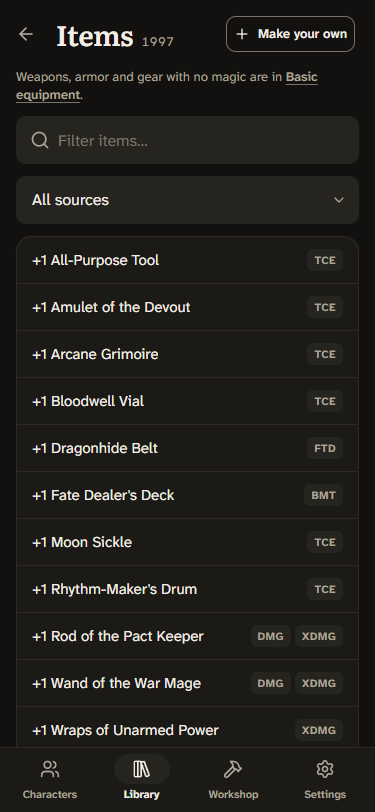 Items 1997
Make your own
Weapons, armor and gear with no magic are in Basic
equipment.
Filter items...
All sources
+1 All-Purpose Tool TCE
+1 Amulet of the Devout TCE
+1 Arcane Grimoire TCE
+1 Bloodwell Vial TCE
+1 Dragonhide Belt FTD
+1 Fate Dealer's Deck BMT
+1 Moon Sickle TCE
+1 Rhythm-Maker's Drum TCE
+1 Rod of the Pact Keeper DMG XDMG
+1 Wand of the War Mage DMG XDMG
+1 Wraps of Unarmed Power XDMG
Characters Library Workshop Settings